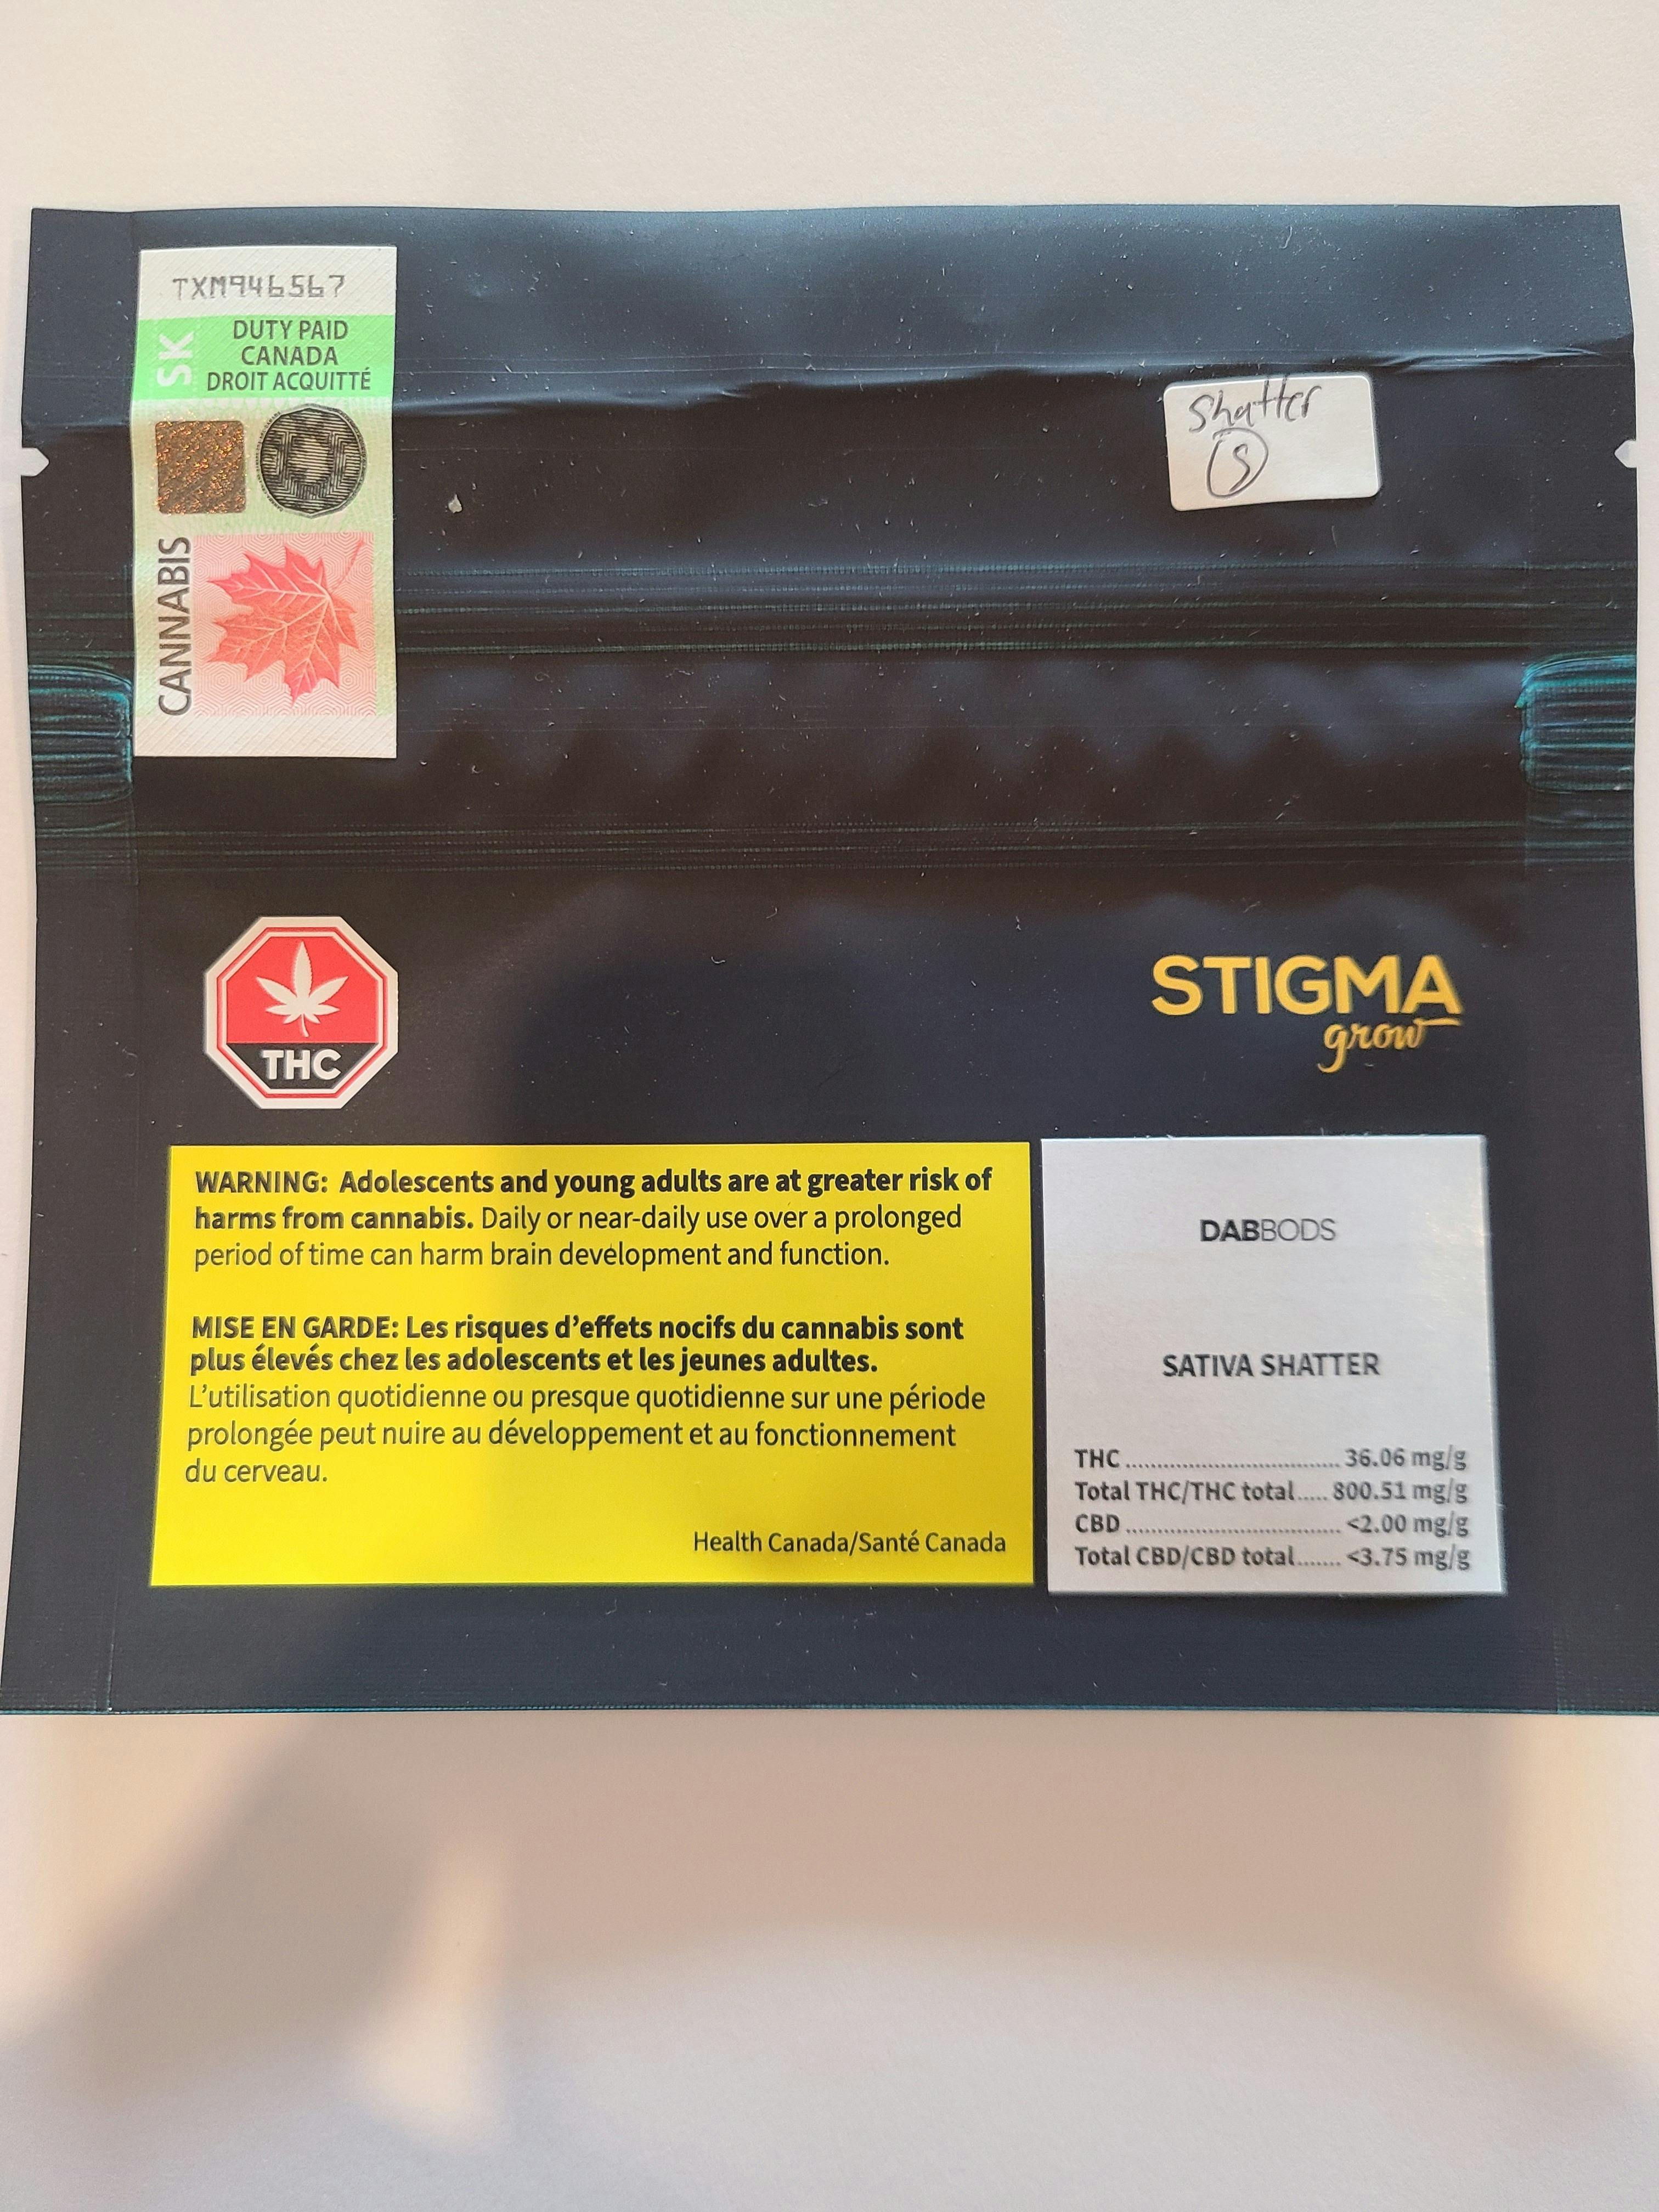 TXM946567
SK
DUTY PAID
CANADA
DROIT ACQUITTÉ
CANNABIS
Shatter
S
THC
STIGMA
grow
WARNING: Adolescents and young adults are at greater risk of
harms from cannabis. Daily or near-daily use over a prolonged
period of time can harm brain development and function.
MISE EN GARDE: Les risques d'effets nocifs du cannabis sont
plus élevés chez les adolescents et les jeunes adultes.
L'utilisation quotidienne ou presque quotidienne sur une période
prolongée peut nuire au développement et au fonctionnement
du cerveau.
Health Canada/Santé Canada
DABBODS
SATIVA SHATTER
THC .................................. 36.06 mg/g
Total THC/THC total ..... 800.51 mg/g
CBD .................................. <2.00 mg/g
Total CBD/CBD total ....... <3.75 mg/g